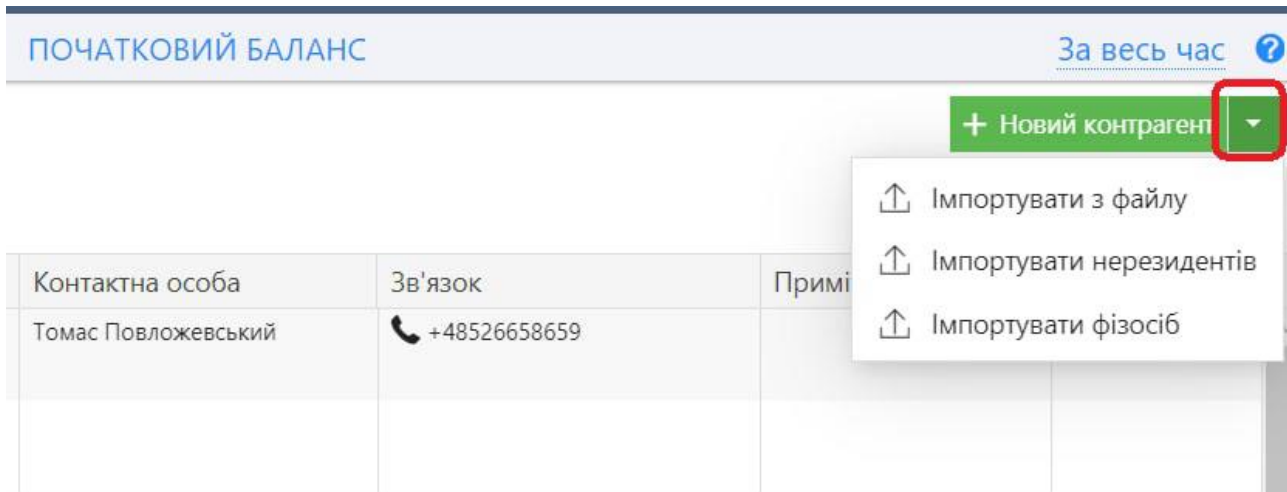 ПОЧАТКОВИЙ БАЛАНС За весь час ?
+ Новий контрагент
Імпортувати з файлу
Імпортувати нерезидентів
Імпортувати фізосіб
Контактна особа Зв'язок Примі
Томас Повложевський +48526658659